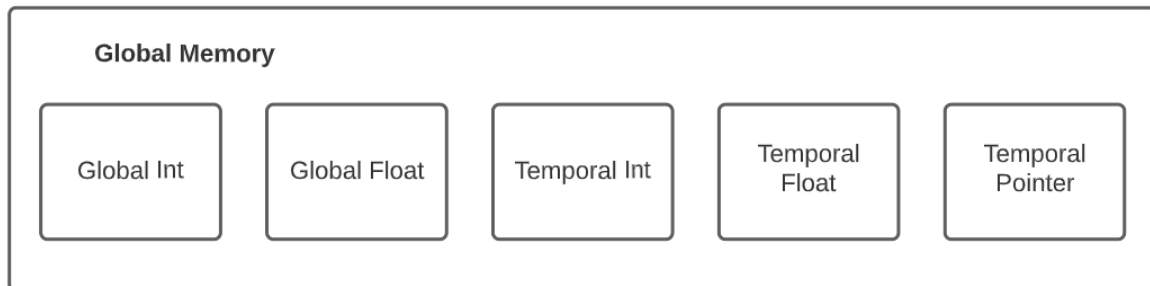 Global Memory
Global Int
Global Float
Temporal Int
Temporal
Float
Temporal
Pointer